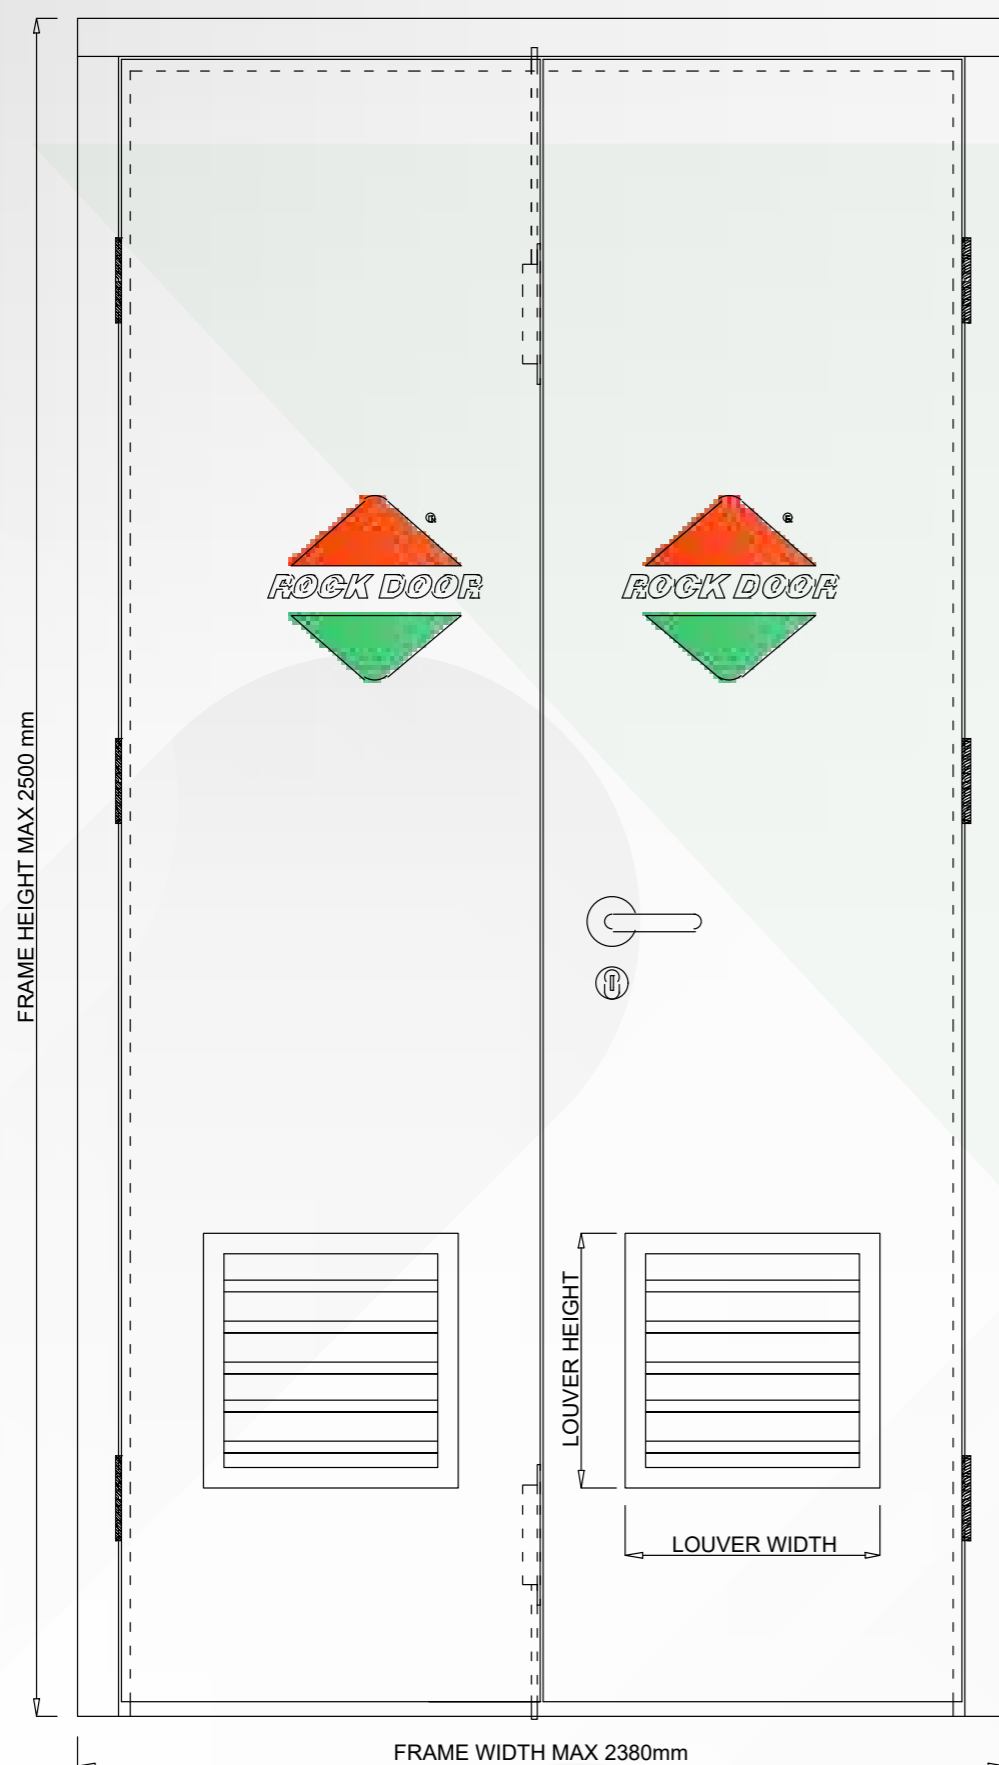 ®
ROCK DOOR
®
ROCK DOOR
FRAME HEIGHT MAX 2500 mm
LOUVER HEIGHT
LOUVER WIDTH
FRAME WIDTH MAX 2380mm